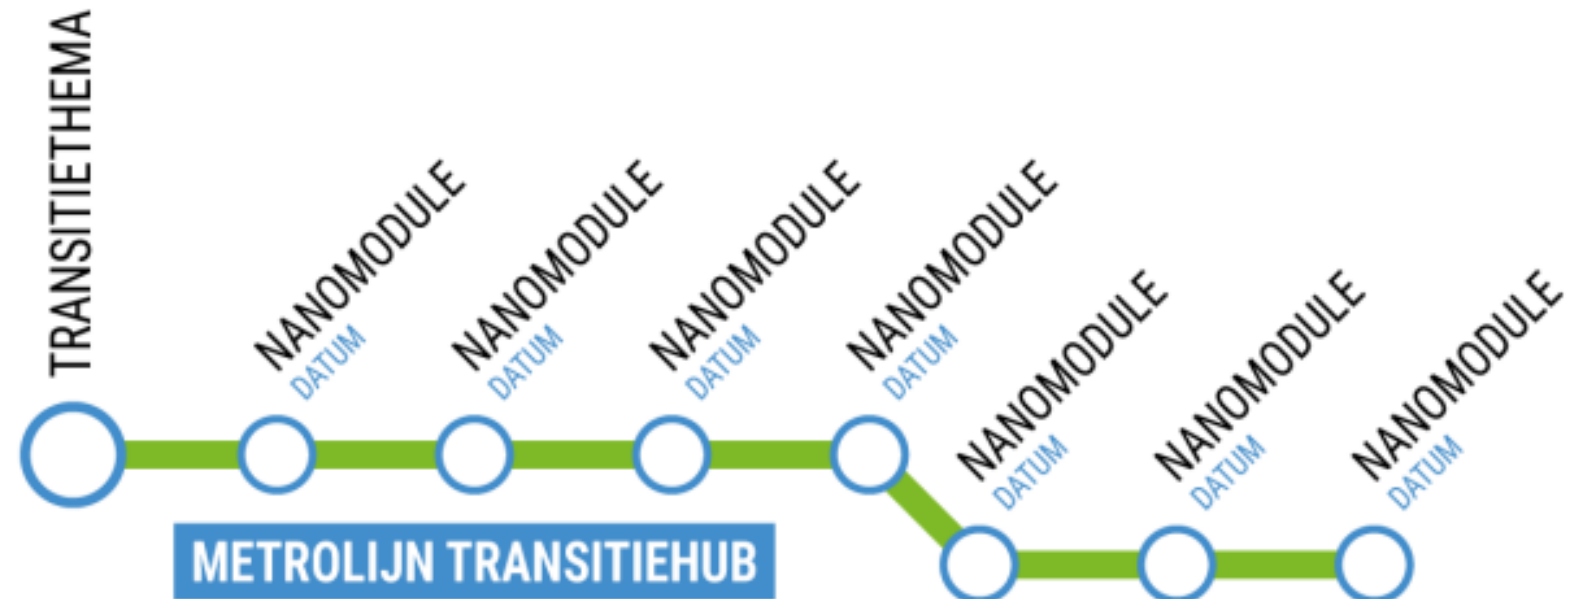 TRANSITIETHEMA
NANOMODULE
DATUM
NANOMODULE
DATUM
NANOMODULE
DATUM
NANOMODULE
DATUM
NANOMODULE
DATUM
NANOMODULE
DATUM
NANOMODULE
DATUM
METROLIJN TRANSITIEHUB